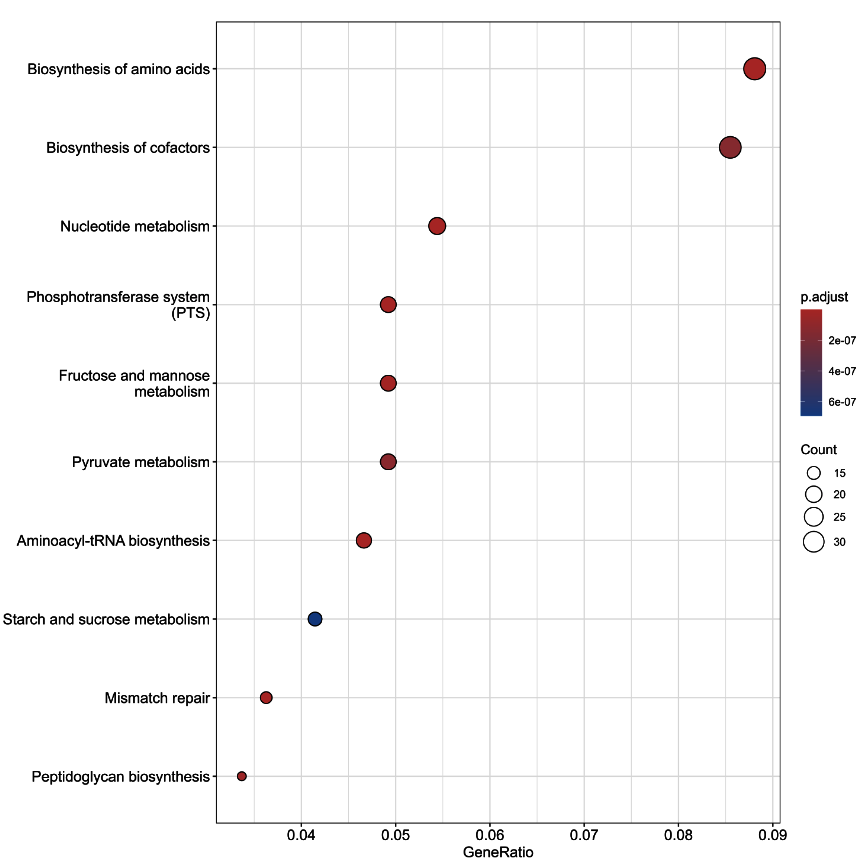 Biosynthesis of amino acids
Biosynthesis of cofactors
Nucleotide metabolism
Phosphotransferase system
(PTS)
Fructose and mannose
metabolism
Pyruvate metabolism
Aminoacyl-tRNA biosynthesis
Starch and sucrose metabolism
Mismatch repair
Peptidoglycan biosynthesis
0.04 0.05 0.06 0.07 0.08 0.09
GeneRatio
p.adjust
2e-07
4e-07
6e-07
Count
15
20
25
30